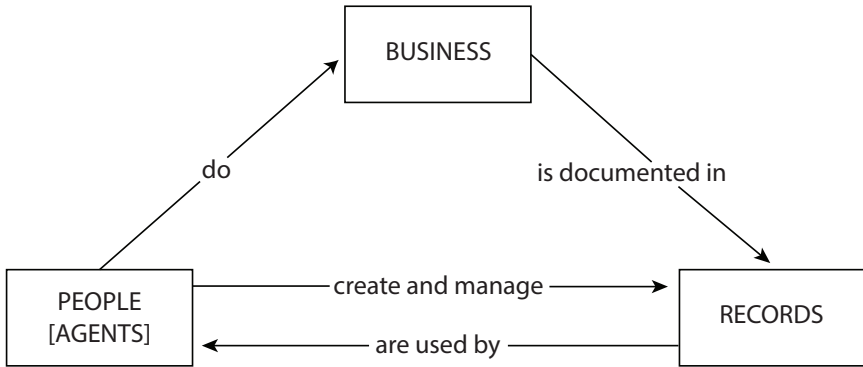 BUSINESS
do
is documented in
PEOPLE
[AGENTS]
create and manage
RECORDS
are used by